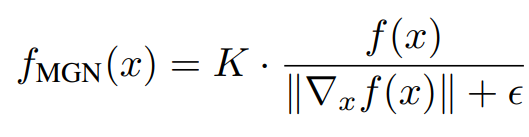 f_MGN(x) = K · f(x) / (‖∇_x f(x)‖ + ϵ)